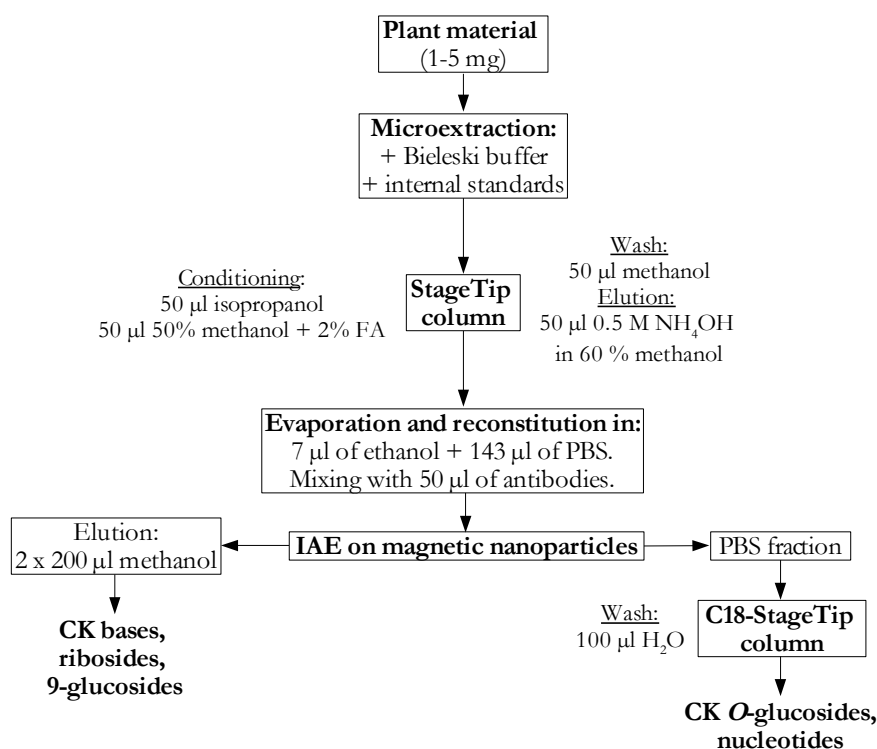 Plant material
(1-5 mg)
Microextraction:
+ Bieleski buffer
+ internal standards
Conditioning:
50 µl isopropanol
50 µl 50% methanol + 2% FA
StageTip
column
Wash:
50 µl methanol
Elution:
50 µl 0.5 M NH₄OH
in 60 % methanol
Evaporation and reconstitution in:
7 µl of ethanol + 143 µl of PBS.
Mixing with 50 µl of antibodies.
Elution:
2 x 200 µl methanol
IAE on magnetic nanoparticles
PBS fraction
CK bases,
ribosides,
9-glucosides
Wash:
100 µl H₂O
C18-StageTip
column
CK O-glucosides,
nucleotides